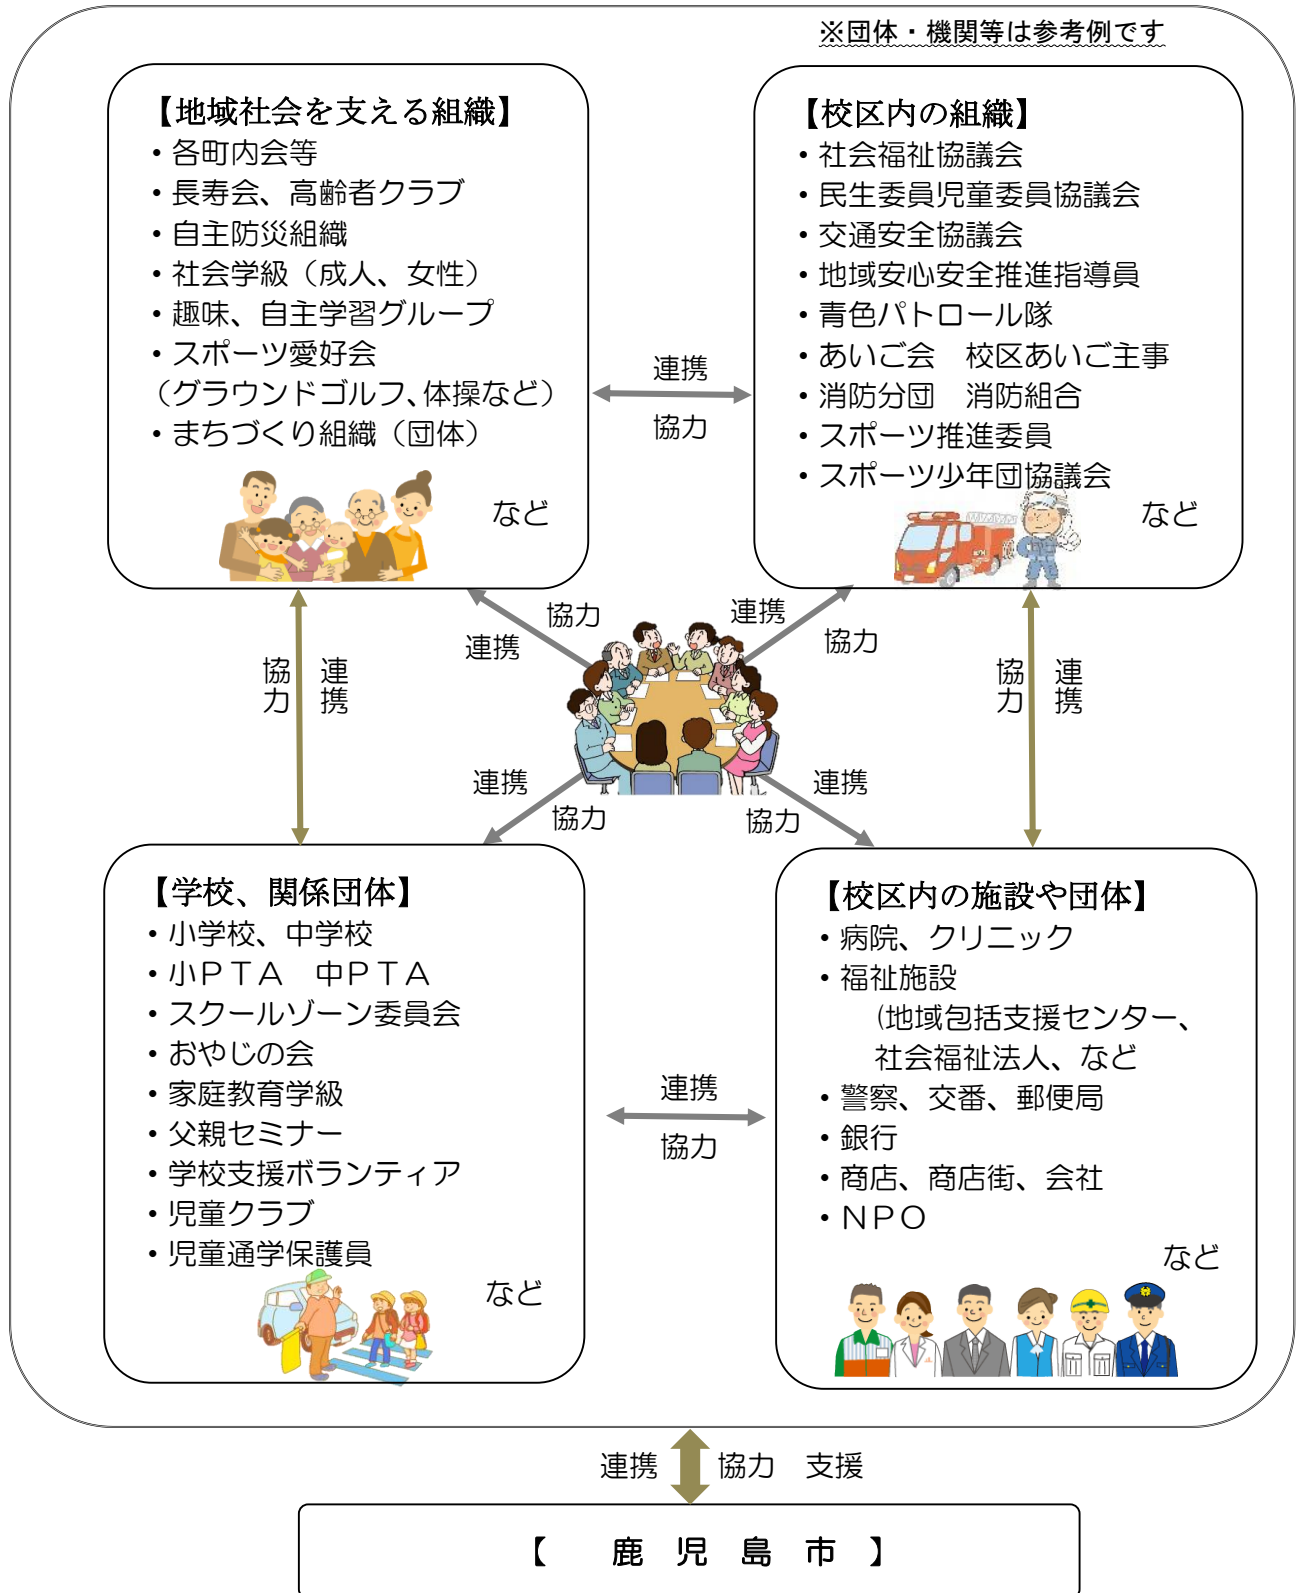 ※団体・機関等は参考例です
【地域社会を支える組織】
・各町内会等
・長寿会、高齢者クラブ
・自主防災組織
・社会学級（成人、女性）
・趣味、自主学習グループ
・スポーツ愛好会
（グラウンドゴルフ、体操など）
・まちづくり組織（団体）
など
連携
協力
【校区内の組織】
・社会福祉協議会
・民生委員児童委員協議会
・交通安全協議会
・地域安心安全推進指導員
・青色パトロール隊
・あいご会　校区あいご主事
・消防分団　消防組合
・スポーツ推進委員
・スポーツ少年団協議会
など
協力
連携
連携
協力
協力
連携
協力
連携
連携
協力
連携
協力
【学校、関係団体】
・小学校、中学校
・小ＰＴＡ　中ＰＴＡ
・スクールゾーン委員会
・おやじの会
・家庭教育学級
・父親セミナー
・学校支援ボランティア
・児童クラブ
・児童通学保護員
など
連携
協力
【校区内の施設や団体】
・病院、クリニック
・福祉施設
(地域包括支援センター、
社会福祉法人、など
・警察、交番、郵便局
・銀行
・商店、商店街、会社
・ＮＰＯ
など
連携
協力　支援
【　鹿　児　島　市　】